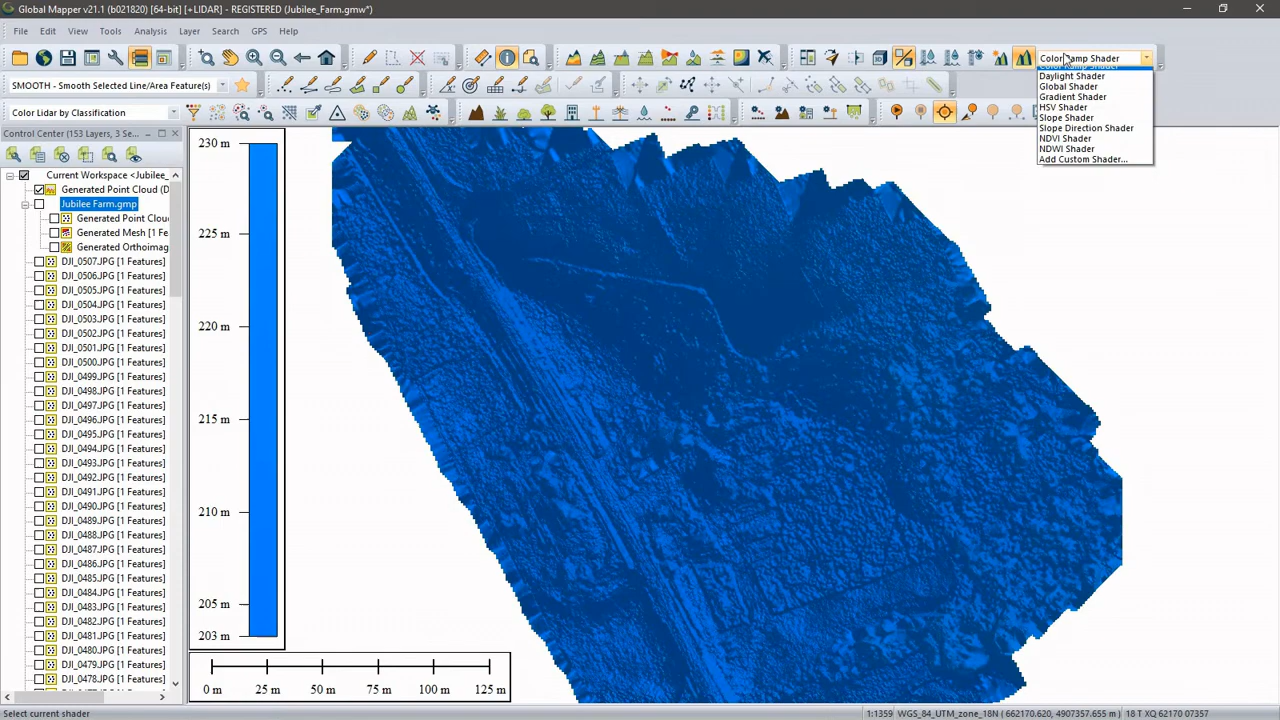 Global Mapper v21.1 (b021820) [64-bit] [+LIDAR] - REGISTERED (Jubilee_Farm.gmw*)
File Edit View Tools Analysis Layer Search GPS Help
Color Ramp Shader
SMOOTH - Smooth Selected Line/Area Feature(s)
Color Lidar by Classification
Color Ramp Shader
Daylight Shader
Global Shader
Gradient Shader
HSV Shader
Slope Shader
Slope Direction Shader
NDVI Shader
NDWI Shader
Add Custom Shader...
Control Center (153 Layers, 3 Se...
Current Workspace <Jubilee_
Generated Point Cloud (D
Jubilee Farm.gmp
Generated Point Clou
Generated Mesh [1 Fe
Generated Orthoimag
DJI_0507.JPG [1 Features]
DJI_0506.JPG [1 Features]
DJI_0505.JPG [1 Features]
DJI_0504.JPG [1 Features]
DJI_0503.JPG [1 Features]
DJI_0502.JPG [1 Features]
DJI_0501.JPG [1 Features]
DJI_0500.JPG [1 Features]
DJI_0499.JPG [1 Features]
DJI_0498.JPG [1 Features]
DJI_0497.JPG [1 Features]
DJI_0496.JPG [1 Features]
DJI_0495.JPG [1 Features]
DJI_0494.JPG [1 Features]
DJI_0493.JPG [1 Features]
DJI_0492.JPG [1 Features]
DJI_0491.JPG [1 Features]
DJI_0490.JPG [1 Features]
DJI_0489.JPG [1 Features]
DJI_0488.JPG [1 Features]
DJI_0487.JPG [1 Features]
DJI_0486.JPG [1 Features]
DJI_0485.JPG [1 Features]
DJI_0484.JPG [1 Features]
DJI_0483.JPG [1 Features]
DJI_0482.JPG [1 Features]
DJI_0481.JPG [1 Features]
DJI_0480.JPG [1 Features]
DJI_0479.JPG [1 Features]
DJI_0478.JPG [1 Features]
230 m
225 m
220 m
215 m
210 m
205 m
203 m
0 m 25 m 50 m 75 m 100 m 125 m
Select current shader
1:1359 WGS_84_UTM_zone_18N ( 662170.620, 4907357.655 m ) 18 T XQ 62170 07357